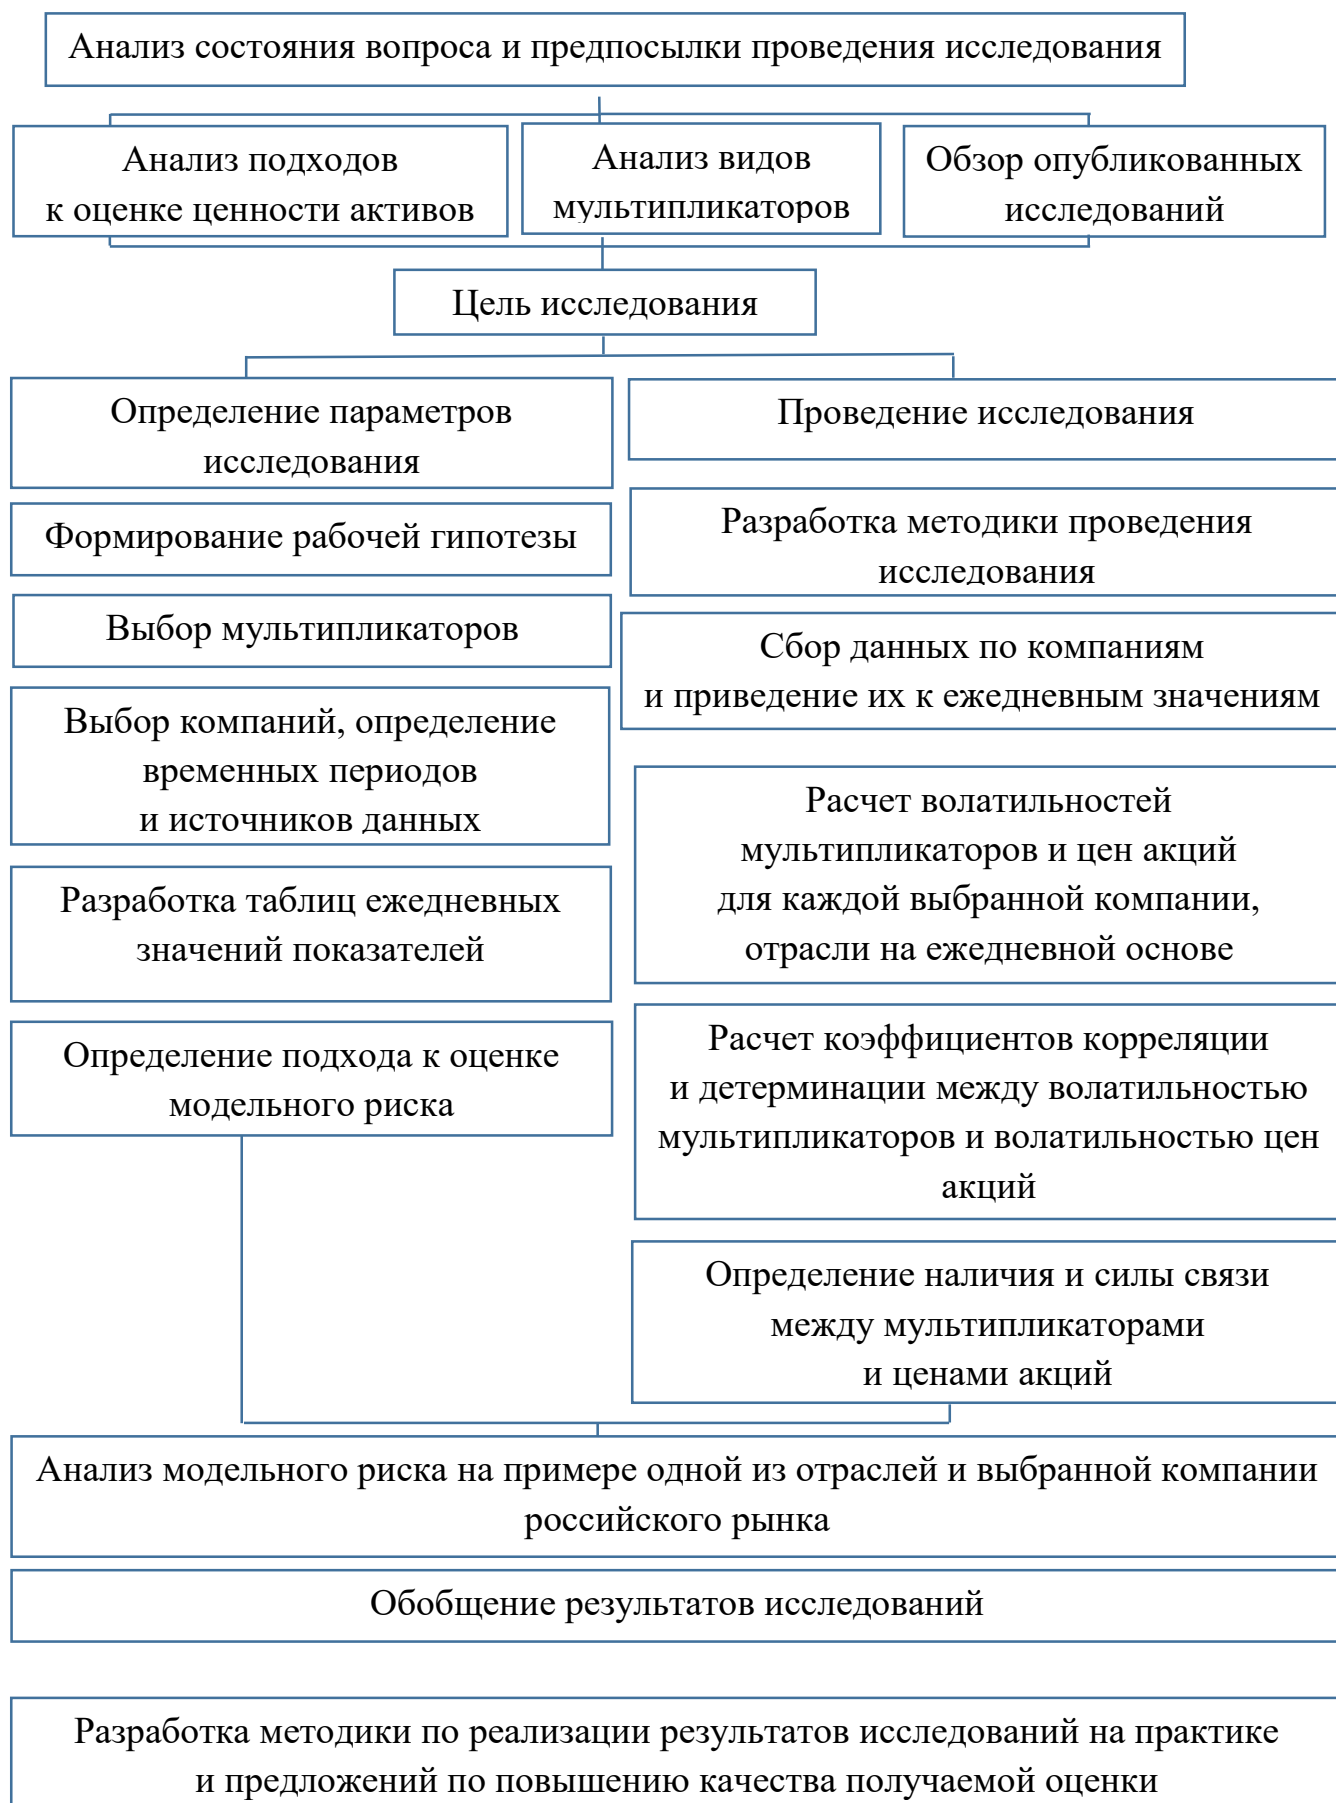 Анализ состояния вопроса и предпосылки проведения исследования
Анализ подходов
к оценке ценности активов
Анализ видов
мультипликаторов
Обзор опубликованных
исследований
Цель исследования
Определение параметров
исследования
Формирование рабочей гипотезы
Выбор мультипликаторов
Выбор компаний, определение
временных периодов
и источников данных
Разработка таблиц ежедневных
значений показателей
Определение подхода к оценке
модельного риска
Проведение исследования
Разработка методики проведения
исследования
Сбор данных по компаниям
и приведение их к ежедневным значениям
Расчет волатильностей
мультипликаторов и цен акций
для каждой выбранной компании,
отрасли на ежедневной основе
Расчет коэффициентов корреляции
и детерминации между волатильностью
мультипликаторов и волатильностью цен
акций
Определение наличия и силы связи
между мультипликаторами
и ценами акций
Анализ модельного риска на примере одной из отраслей и выбранной компании
российского рынка
Обобщение результатов исследований
Разработка методики по реализации результатов исследований на практике
и предложений по повышению качества получаемой оценки